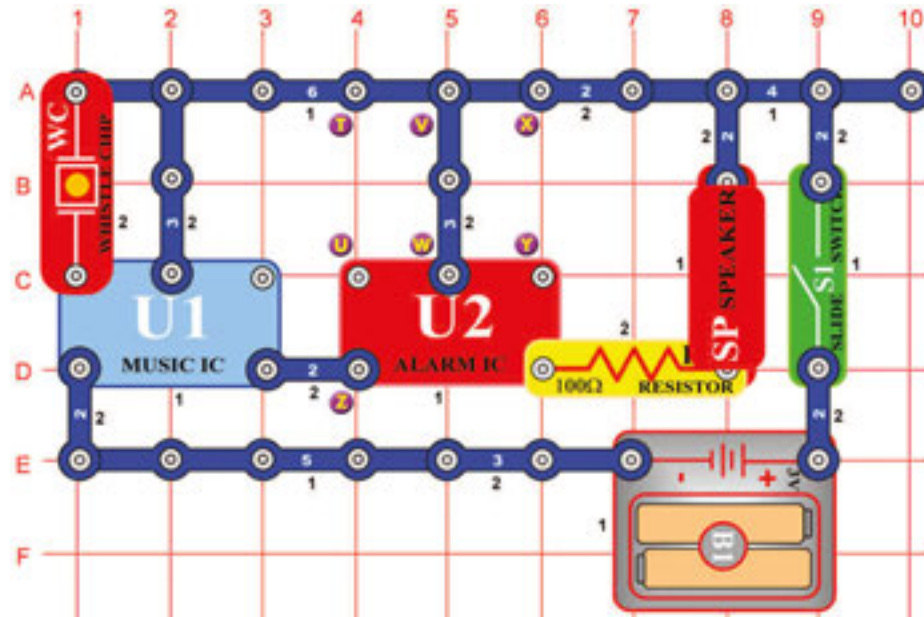 1 2 3 4 5 6 7 8 9 10
A
6
2
4
1
2
1
T
V
X
WC
WHISTLE CHIP
2
2
2
2
B
3
2
3
2
2
SP SPEAKER
1
SLIDE S1 SWITCH
1
U
W
Y
C
U1
MUSIC IC
U2
ALARM IC
2
D
2
2
1
Z
1
100Ω RESISTOR
2
2
2
2
E
5
1
3
2
- +
3V
1
B1
F